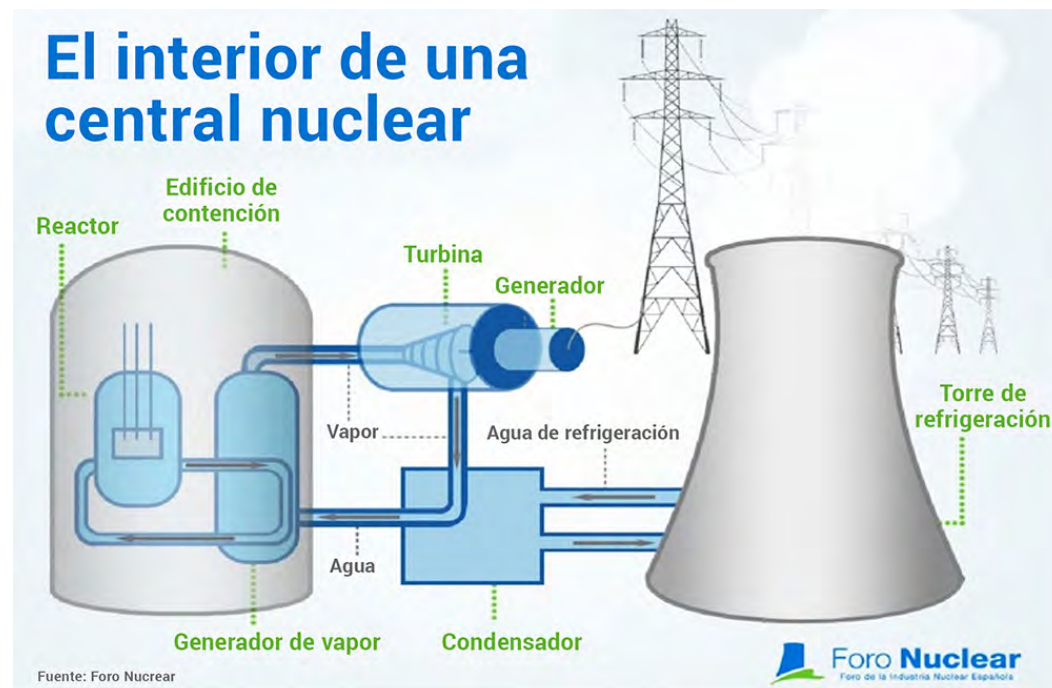 El interior de una
central nuclear
Edificio de
contención
Reactor
Turbina
Generador
Vapor
Agua de refrigeración
Torre de
refrigeración
Agua
Generador de vapor
Condensador
Fuente: Foro Nucrear
Foro Nuclear
Foro de la Industria Nuclear Española